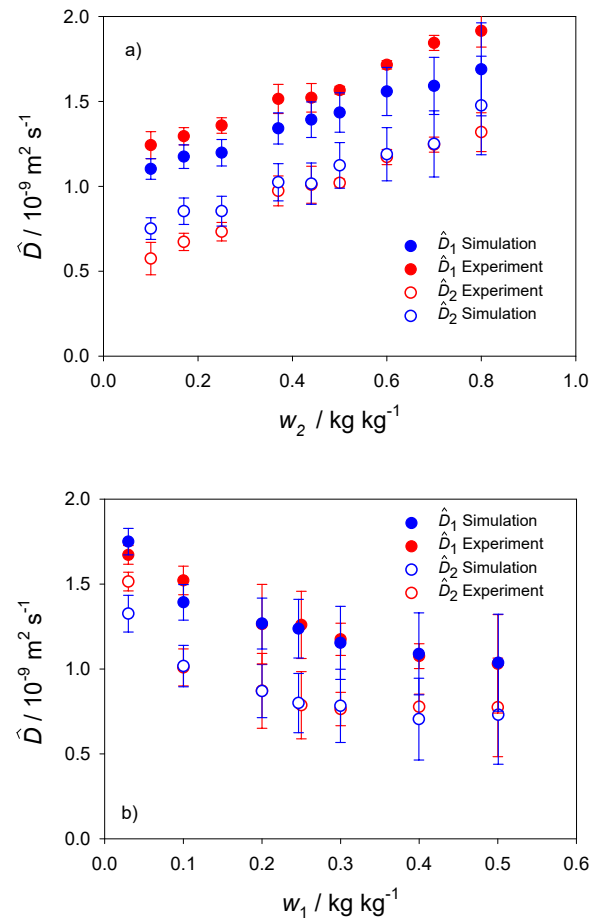 a)
2.0
1.5
1.0
0.5
0.0
D̂ / 10⁻⁹ m² s⁻¹
D̂₁ Simulation
D̂₁ Experiment
D̂₂ Experiment
D̂₂ Simulation
0.0 0.2 0.4 0.6 0.8 1.0
w₂ / kg kg⁻¹
2.0
1.5
1.0
0.5
0.0
D̂ / 10⁻⁹ m² s⁻¹
D̂₁ Simulation
D̂₁ Experiment
D̂₂ Simulation
D̂₂ Experiment
b)
0.0 0.1 0.2 0.3 0.4 0.5 0.6
w₁ / kg kg⁻¹